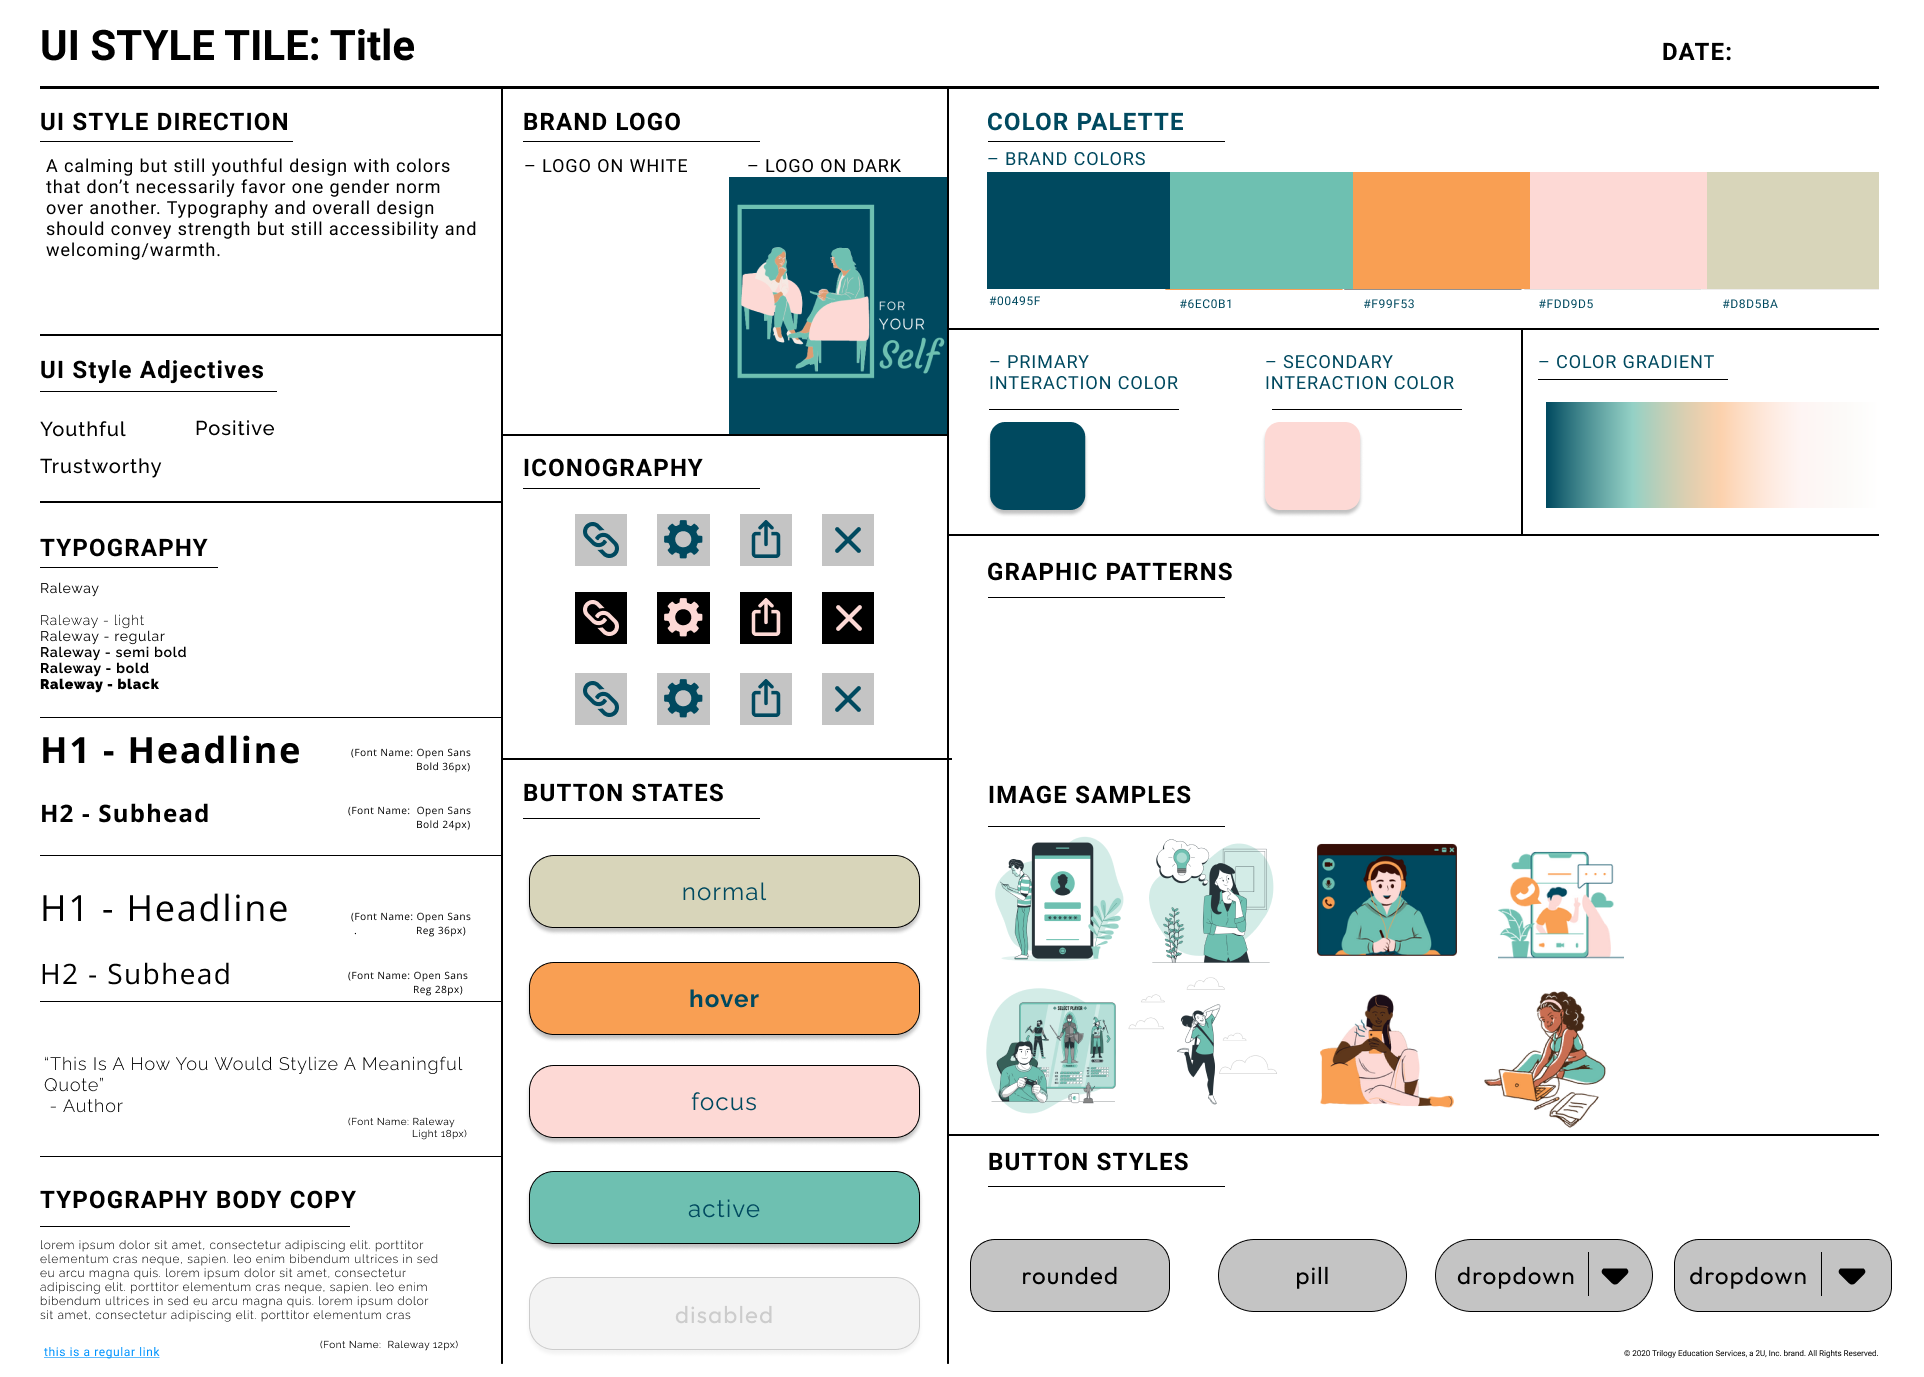 UI STYLE TILE: Title
DATE:
UI STYLE DIRECTION
A calming but still youthful design with colors
that don’t necessarily favor one gender norm
over another. Typography and overall design
should convey strength but still accessibility and
welcoming/warmth.
UI Style Adjectives
Youthful
Positive
Trustworthy
TYPOGRAPHY
Raleway
Raleway - light
Raleway - regular
Raleway - semi bold
Raleway - bold
Raleway - black
H1 - Headline
(Font Name: Open Sans
Bold 36px)
H2 - Subhead
(Font Name: Open Sans
Bold 24px)
H1 - Headline
(Font Name: Open Sans
. Reg 36px)
H2 - Subhead
(Font Name: Open Sans
Reg 28px)
“This Is A How You Would Stylize A Meaningful
Quote”
- Author
(Font Name: Raleway
Light 18px)
TYPOGRAPHY BODY COPY
lorem ipsum dolor sit amet, consectetur adipiscing elit. porttitor
elementum cras neque, sapien. leo enim bibendum ultrices in sed
eu arcu magna quis. lorem ipsum dolor sit amet, consectetur
adipiscing elit. porttitor elementum cras neque, sapien. leo enim
bibendum ultrices in sed eu arcu magna quis. lorem ipsum dolor
sit amet, consectetur adipiscing elit. porttitor elementum cras
(Font Name: Raleway 12px)
this is a regular link
BRAND LOGO
– LOGO ON WHITE
– LOGO ON DARK
FOR
YOUR
Self
ICONOGRAPHY
BUTTON STATES
normal
hover
focus
active
disabled
COLOR PALETTE
– BRAND COLORS
#00495F
#6EC0B1
#F99F53
#FDD9D5
#D8D5BA
– PRIMARY
INTERACTION COLOR
– SECONDARY
INTERACTION COLOR
– COLOR GRADIENT
GRAPHIC PATTERNS
IMAGE SAMPLES
SELECT PLAYER
BUTTON STYLES
rounded
pill
dropdown
dropdown
© 2020 Trilogy Education Services, a 2U, Inc. brand. All Rights Reserved.